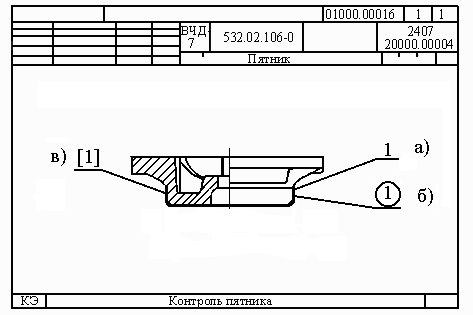 01000.00016 1 1
ВЧД-7 532.02.106-0 2407 20000.00004
Пятник
в) [1] 1 а)
1 б)
КЭ Контроль пятника